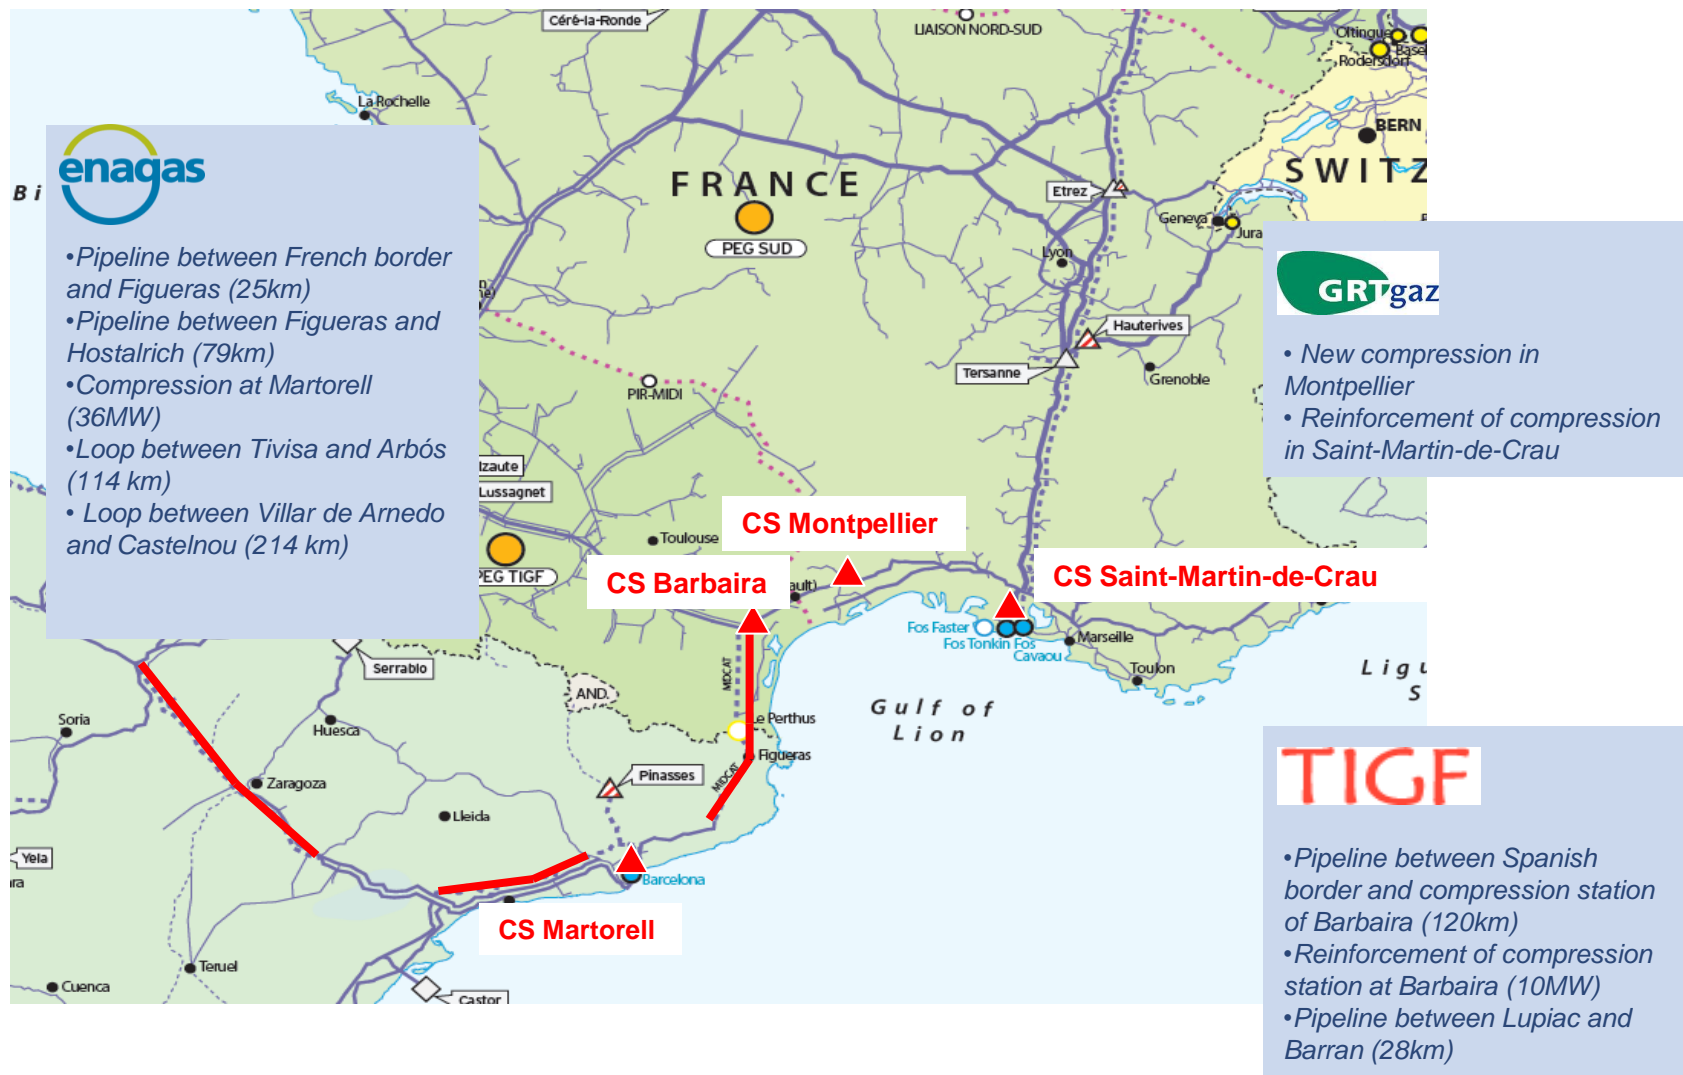 Céré-la-Ronde
LIAISON NORD-SUD
Oltingue
Basel
Rodersdorf
La Rochelle
BERN
enagas
SWITZ
FRANCE
Etrez
Bi
PEG SUD
Geneva
Jura
Lyon
•Pipeline between French border
and Figueras (25km)
•Pipeline between Figueras and
Hostalrich (79km)
•Compression at Martorell
(36MW)
•Loop between Tivisa and Arbós
(114 km)
• Loop between Villar de Arnedo
and Castelnou (214 km)
GRTgaz
• New compression in
Montpellier
• Reinforcement of compression
in Saint-Martin-de-Crau
Hauterives
Tersanne
Grenoble
PIR-MIDI
Izaute
Lussagnet
Toulouse
CS Montpellier
PEG TIGF
CS Barbaira
ault)
CS Saint-Martin-de-Crau
Fos Faster
Fos Tonkin Fos
Cavaou
Marseille
Toulon
Ligu
S
Serrablo
MIDCAT
AND.
Gulf of
Lion
Le Perthus
Soria
Huesca
Figueras
MIDCAT
Pinasses
Zaragoza
Lleida
Yela
ra
Barcelona
CS Martorell
Teruel
Cuenca
Castor
TIGF
•Pipeline between Spanish
border and compression station
of Barbaira (120km)
•Reinforcement of compression
station at Barbaira (10MW)
•Pipeline between Lupiac and
Barran (28km)